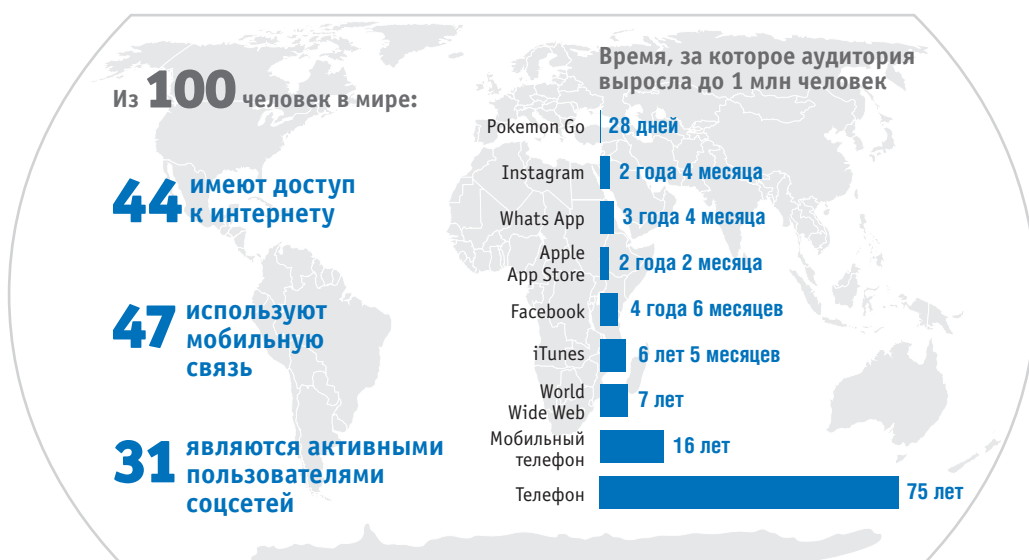 Из 100 человек в мире:
44 имеют доступ
к интернету
47 используют
мобильную
связь
31 являются активными
пользователями
соцсетей
Время, за которое аудитория
выросла до 1 млн человек
Pokemon Go 28 дней
Instagram 2 года 4 месяца
Whats App 3 года 4 месяца
Apple
App Store 2 года 2 месяца
Facebook 4 года 6 месяцев
iTunes 6 лет 5 месяцев
World
Wide Web 7 лет
Мобильный
телефон 16 лет
Телефон 75 лет